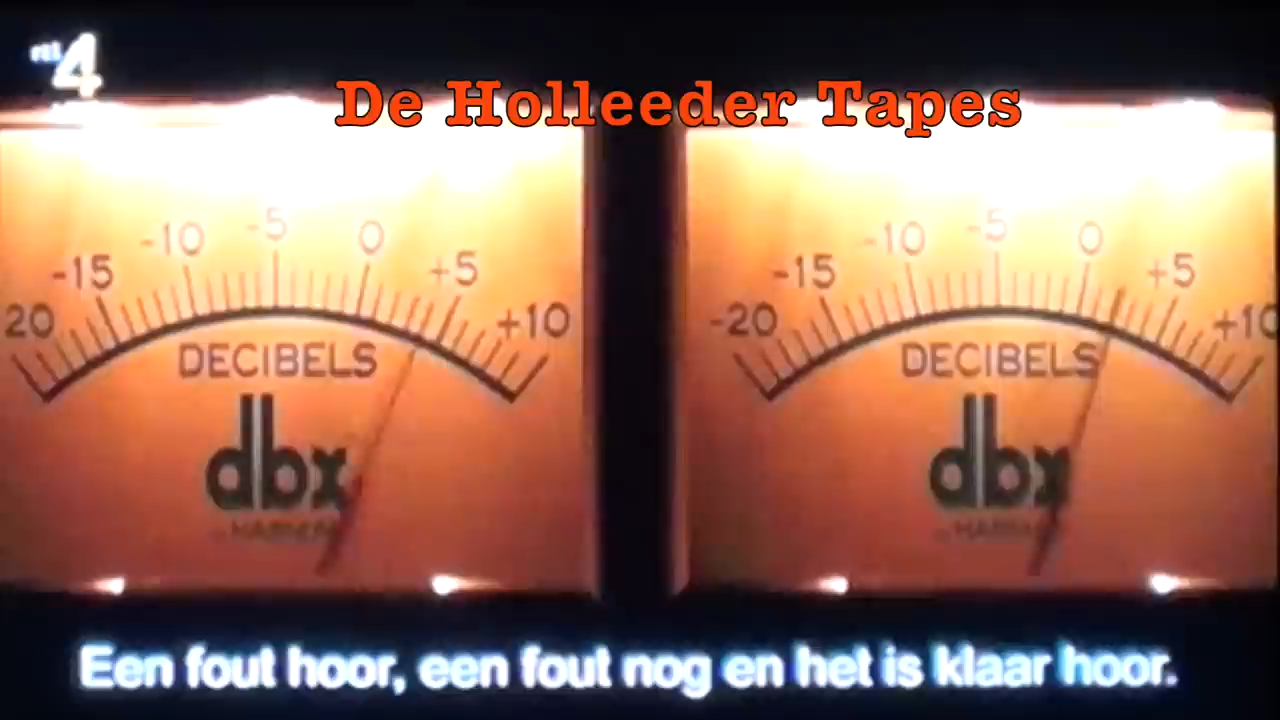 rtl 4
De Holleeder Tapes
-10 -5 0 -10 -5 0
-15 +5 -15 +5
20 +10 -20 +10
DECIBELS DECIBELS
dbx dbx
Een fout hoor, een fout nog en het is klaar hoor.